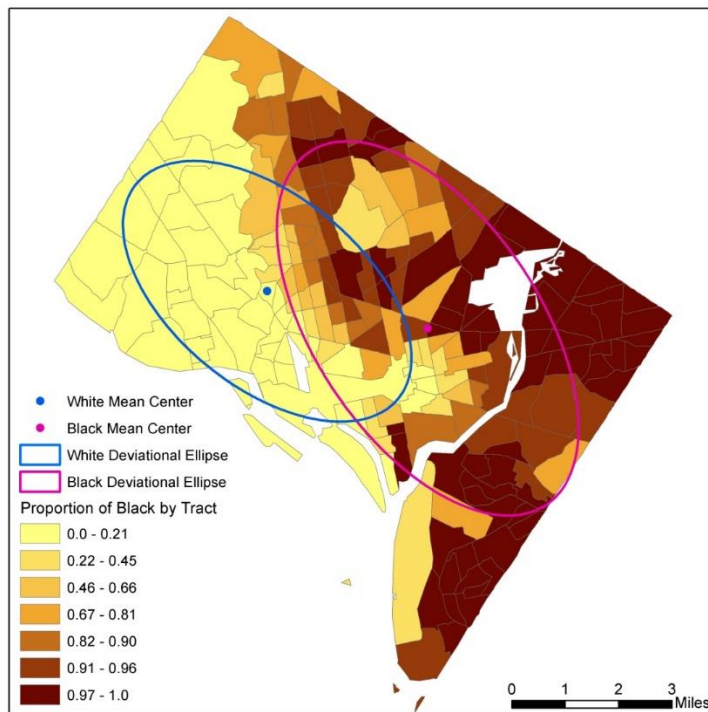 White Mean Center
Black Mean Center
White Deviational Ellipse
Black Deviational Ellipse
Proportion of Black by Tract
0.0 - 0.21
0.22 - 0.45
0.46 - 0.66
0.67 - 0.81
0.82 - 0.90
0.91 - 0.96
0.97 - 1.0
0 1 2 3
Miles